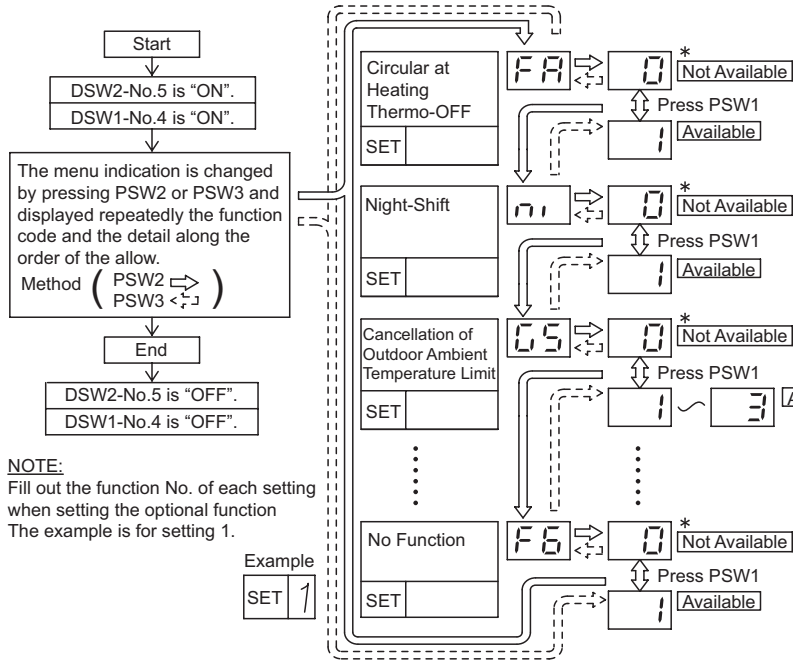 Start
DSW2-No.5 is “ON”.
DSW1-No.4 is “ON”.
The menu indication is changed
by pressing PSW2 or PSW3 and
displayed repeatedly the function
code and the detail along the
order of the allow.
Method ( PSW2
PSW3 )
End
DSW2-No.5 is “OFF”.
DSW1-No.4 is “OFF”.
NOTE:
Fill out the function No. of each setting
when setting the optional function
The example is for setting 1.
Example
SET 1
Circular at
Heating
Thermo-OFF
SET
FA
0
*
Not Available
Press PSW1
1
Available
Night-Shift
SET
ni
0
*
Not Available
Press PSW1
1
Available
Cancellation of
Outdoor Ambient
Temperature Limit
SET
GS
0
*
Not Available
Press PSW1
1 ~ 3
No Function
SET
F6
0
*
Not Available
Press PSW1
1
Available